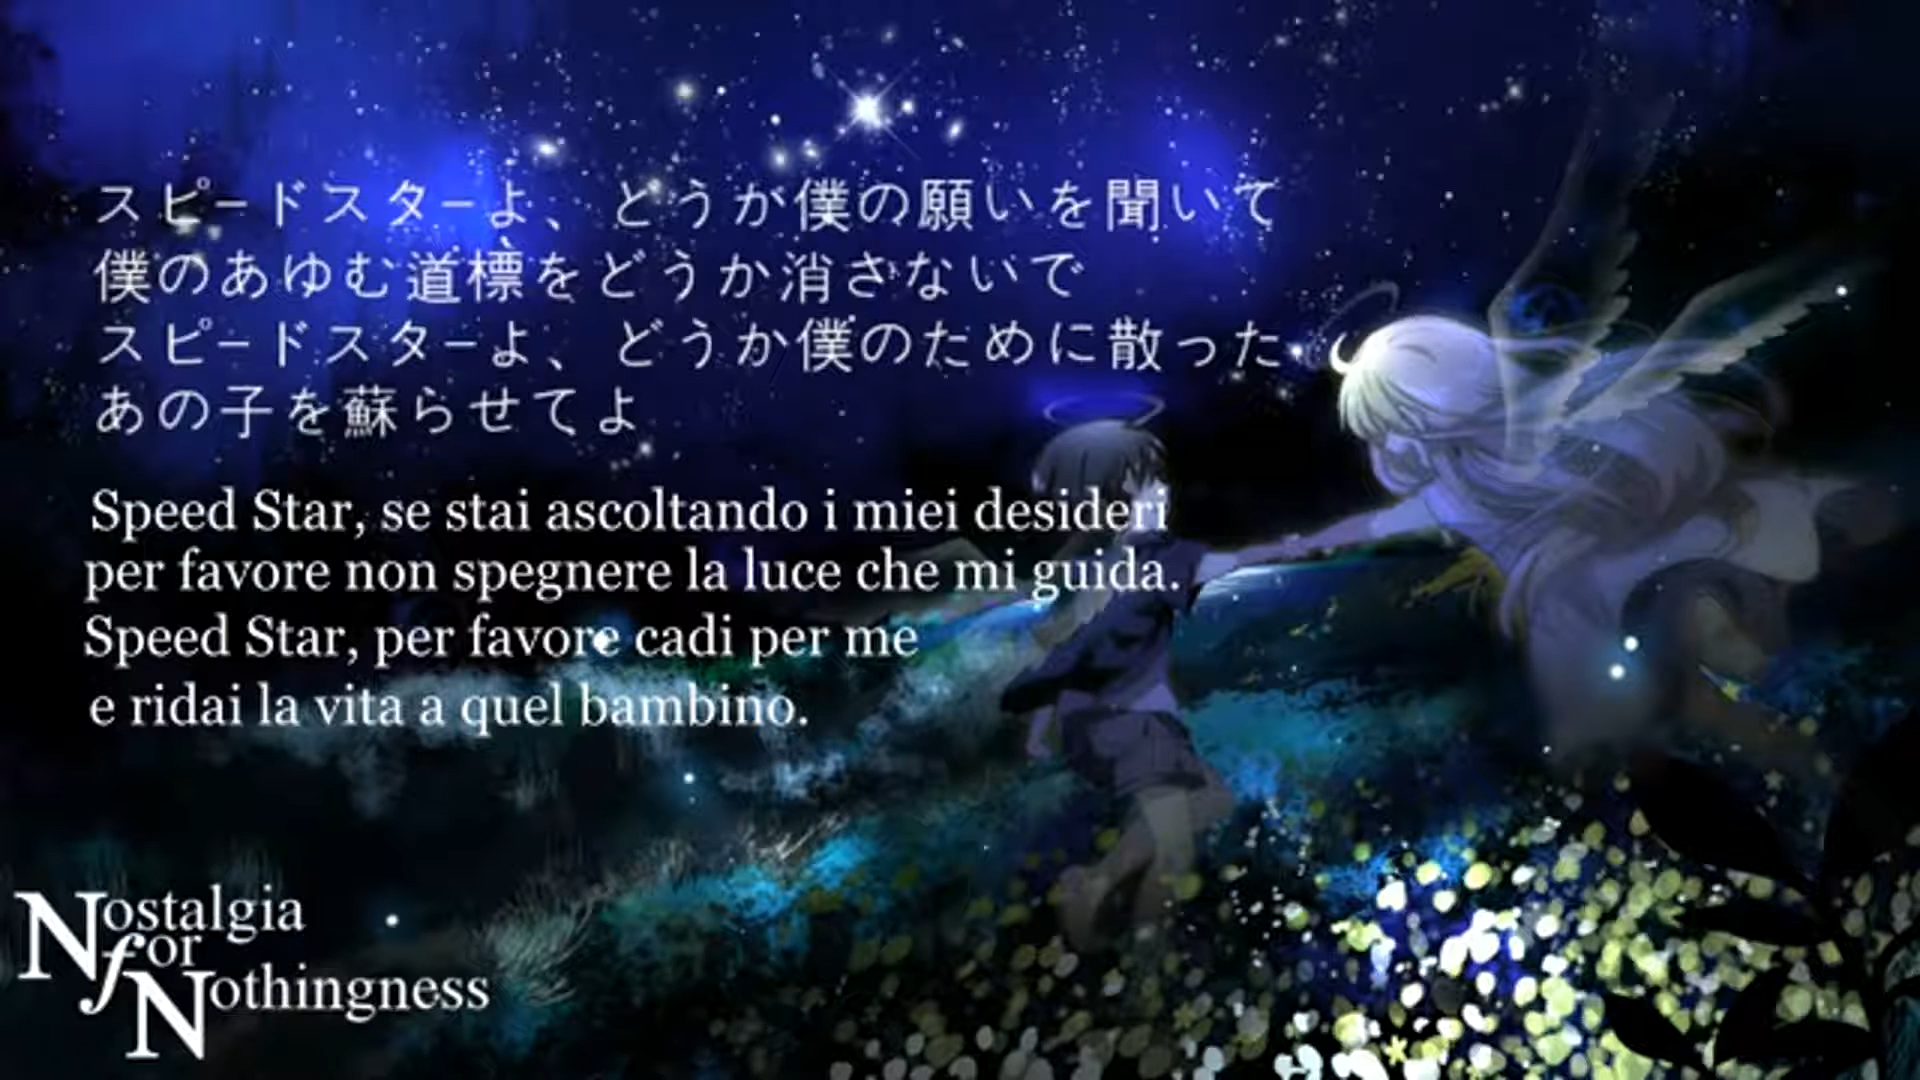 スピードスターよ、どうか僕の願いを聞いて
僕のあゆむ道標をどうか消さないで
スピードスターよ、どうか僕のために散った
あの子を蘇らせてよ
Speed Star, se stai ascoltando i miei desideri
per favore non spegnere la luce che mi guida.
Speed Star, per favore cadi per me
e ridai la vita a quel bambino.
Nostalgia
for
Nothingness